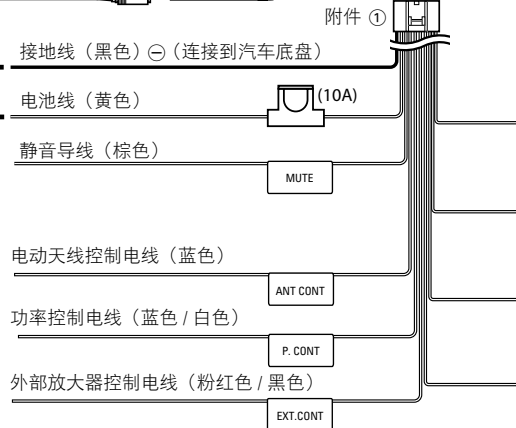 附件 ①
接地线（黑色）⊖（连接到汽车底盘）
电池线（黄色）
(10A)
静音导线（棕色）
MUTE
电动天线控制电线（蓝色）
ANT CONT
功率控制电线（蓝色 / 白色）
P. CONT
外部放大器控制电线（粉红色 / 黑色）
EXT.CONT